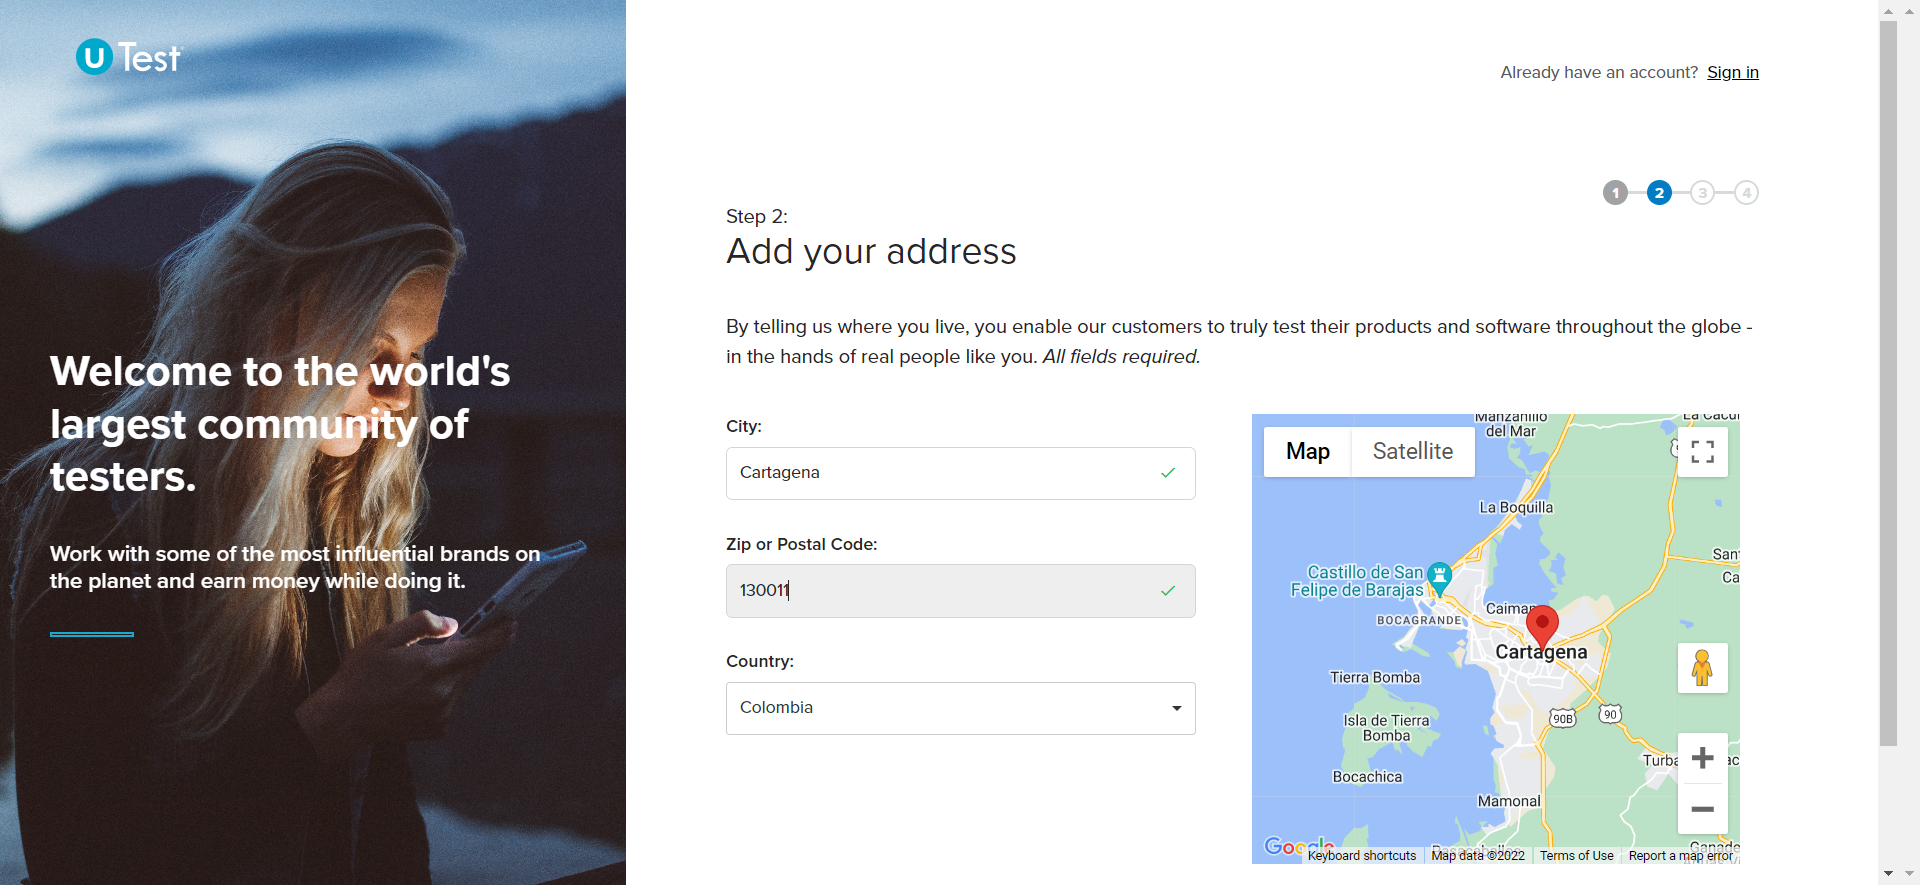 U Test
Already have an account? Sign in
1 2 3 4
Step 2:
Add your address
By telling us where you live, you enable our customers to truly test their products and software throughout the globe -
in the hands of real people like you. All fields required.
Welcome to the world's
largest community of
testers.
Work with some of the most influential brands on
the planet and earn money while doing it.
City:
Cartagena
Zip or Postal Code:
130011
Country:
Colombia
Map Satellite
Manzanillo
del Mar
La Boquilla
Castillo de San
Felipe de Barajas
BOCAGRANDE
Cartagena
Tierra Bomba
Isla de Tierra
Bomba
90B 90
Bocachica
Mamonal
Google
Keyboard shortcuts Map data ©2022 Terms of Use Report a map error